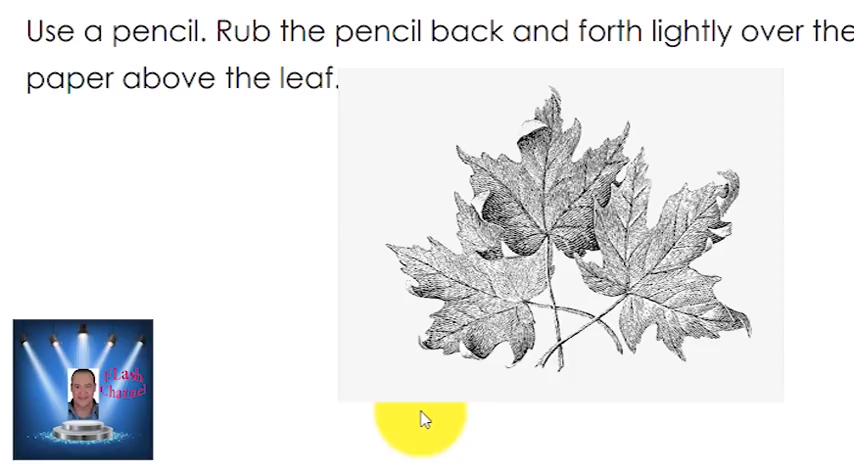 Use a pencil. Rub the pencil back and forth lightly over the
paper above the leaf.
FLash
Channel